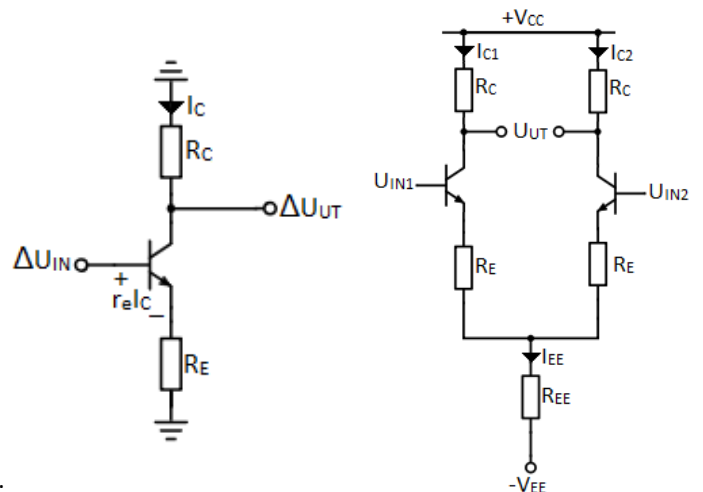 IC
RC
ΔUUT
ΔUIN
+
reIC
−
RE
.
+VCC
IC1
IC2
RC
RC
UUT
UIN1
UIN2
RE
RE
IEE
REE
-VEE